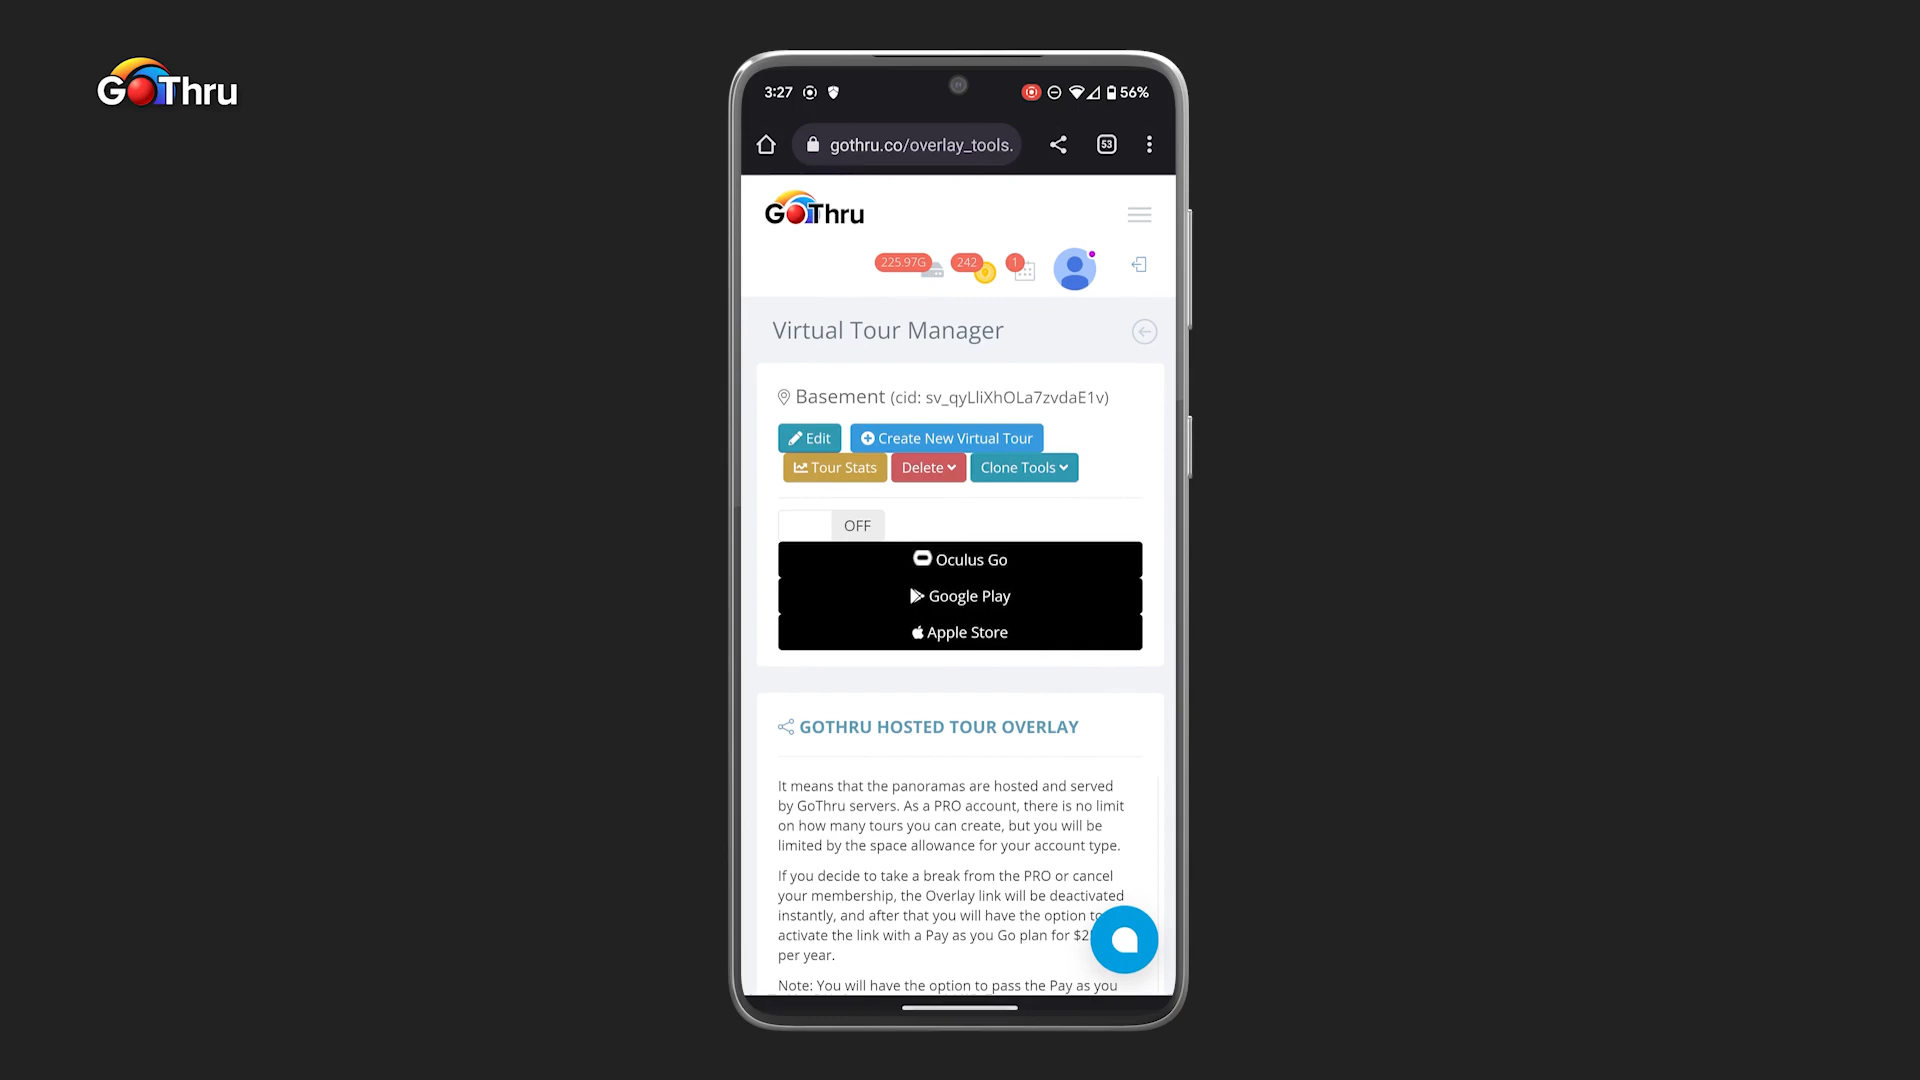 GoThru
3:27
56%
gothru.co/overlay_tools.
53
GoThru
225.97G
242
1
Virtual Tour Manager
Basement (cid: sv_qyLliXhOLa7zvdaE1v)
Edit
Create New Virtual Tour
Tour Stats
Delete
Clone Tools
OFF
Oculus Go
Google Play
Apple Store
GOTHRU HOSTED TOUR OVERLAY
It means that the panoramas are hosted and served
by GoThru servers. As a PRO account, there is no limit
on how many tours you can create, but you will be
limited by the space allowance for your account type.
If you decide to take a break from the PRO or cancel
your membership, the Overlay link will be deactivated
instantly, and after that you will have the option to
activate the link with a Pay as you Go plan for
per year.
Note: You will have the option to pass the Pay as you